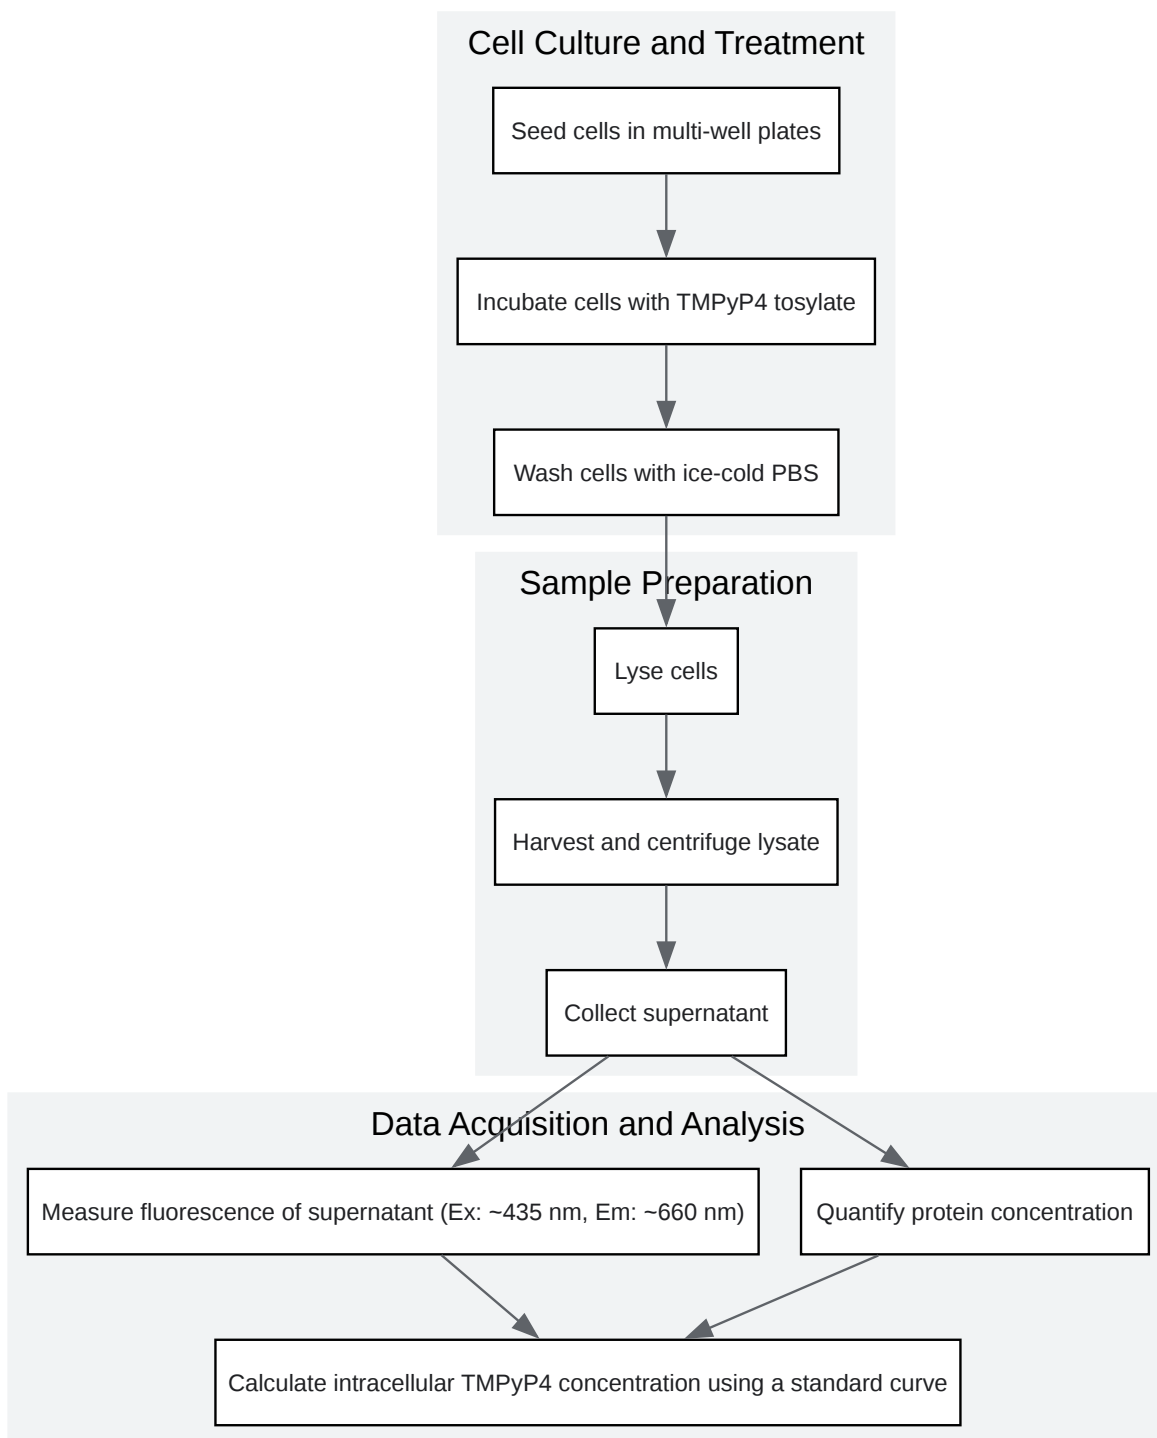 Cell Culture and Treatment
Seed cells in multi-well plates
Incubate cells with TMPyP4 tosylate
Wash cells with ice-cold PBS
Sample Preparation
Lyse cells
Harvest and centrifuge lysate
Collect supernatant
Data Acquisition and Analysis
Measure fluorescence of supernatant (Ex: ~435 nm, Em: ~660 nm)
Quantify protein concentration
Calculate intracellular TMPyP4 concentration using a standard curve